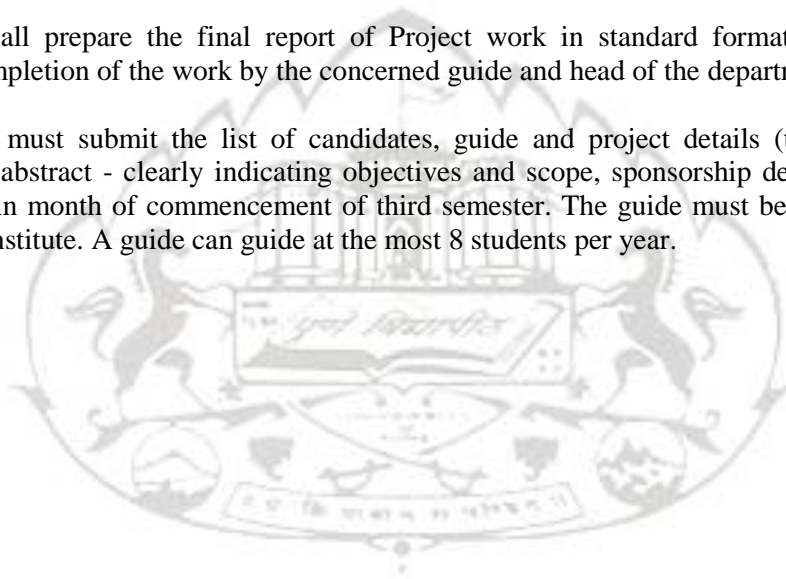 all prepare the final report of Project work in standard format
mpletion of the work by the concerned guide and head of the departm
must submit the list of candidates, guide and project details (t
abstract - clearly indicating objectives and scope, sponsorship de
in month of commencement of third semester. The guide must be
nstitute. A guide can guide at the most 8 students per year.